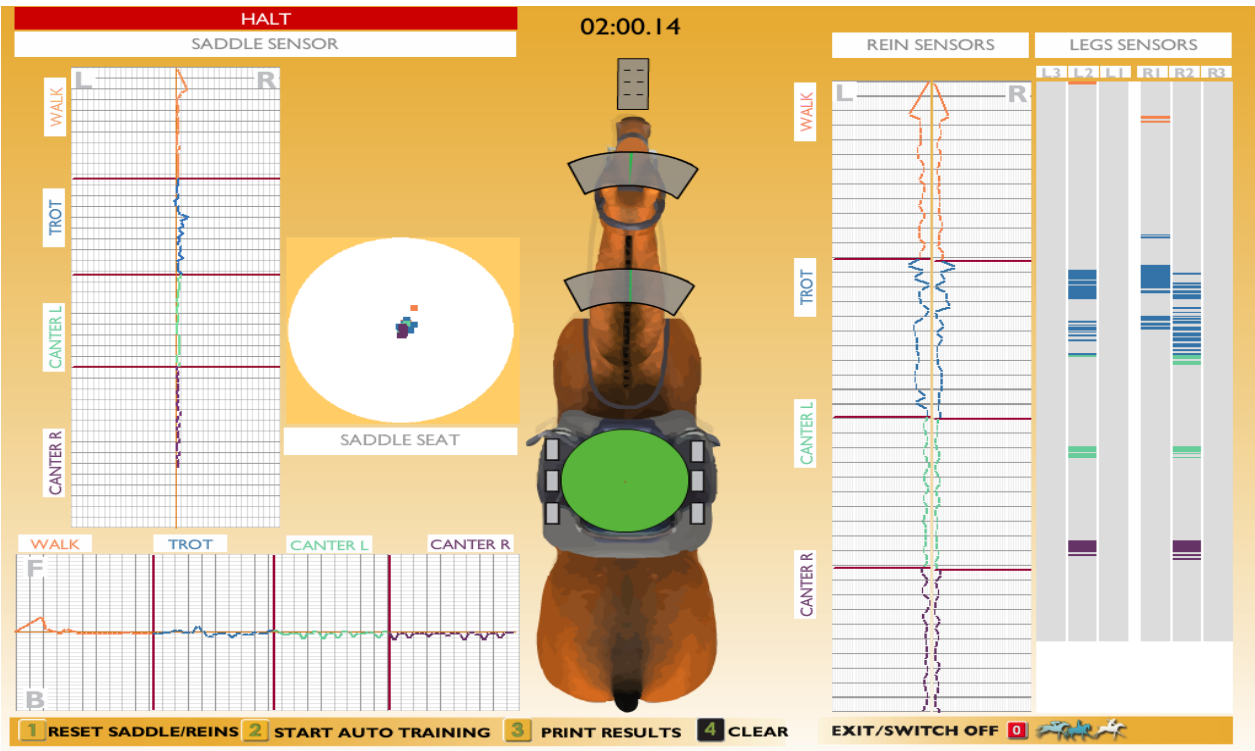 HALT
SADDLE SENSOR
02:00.14
REIN SENSORS
LEGS SENSORS
L3 L2 L1 R1 R2 R3
L R
WALK
TROT
CANTER L
CANTER R
SADDLE SEAT
L R
WALK
TROT
CANTER L
CANTER R
WALK TROT CANTER L CANTER R
F
B
1 RESET SADDLE/REINS 2 START AUTO TRAINING 3 PRINT RESULTS 4 CLEAR EXIT/SWITCH OFF 0